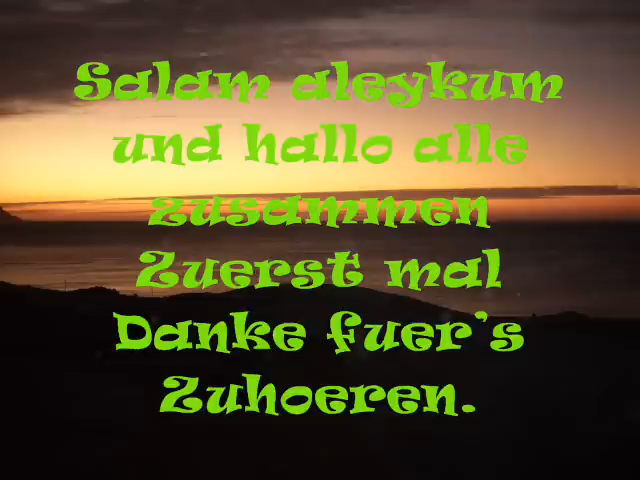 Salam aleykum
und hallo alle
zusammen
Zuerst mal
Danke fuer's
Zuhoeren.